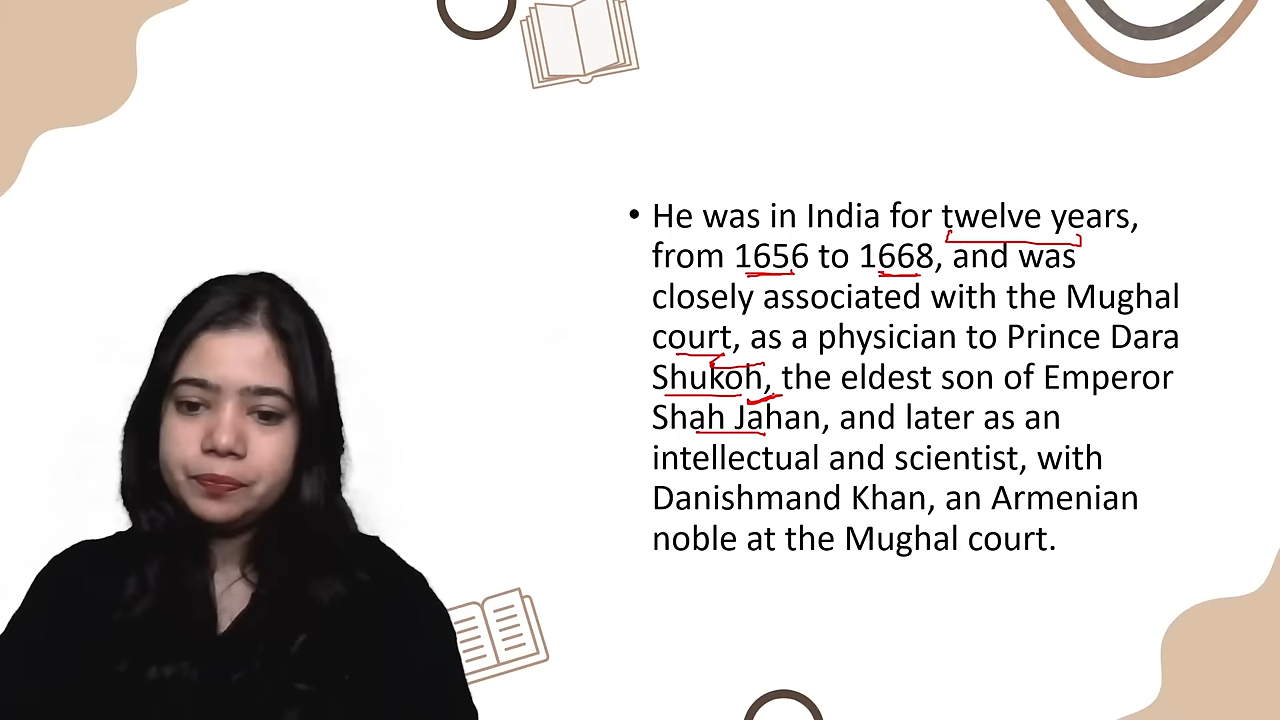 • He was in India for twelve years,
from 1656 to 1668, and was
closely associated with the Mughal
court, as a physician to Prince Dara
Shukoh, the eldest son of Emperor
Shah Jahan, and later as an
intellectual and scientist, with
Danishmand Khan, an Armenian
noble at the Mughal court.